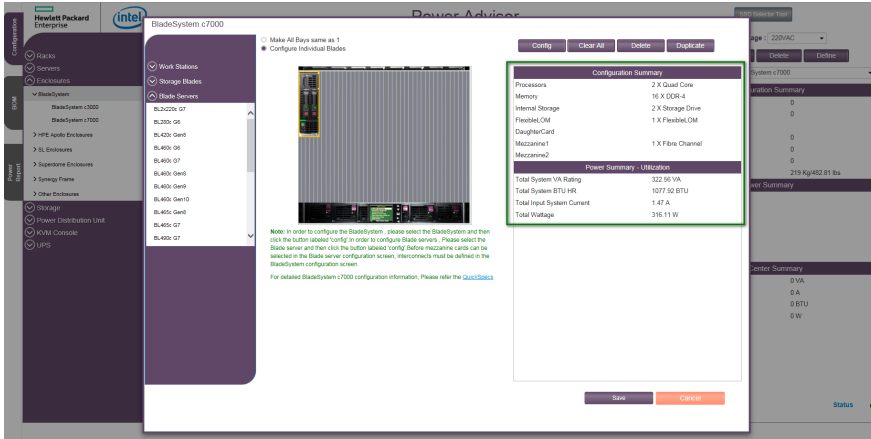 Hewlett Packard
Enterprise
intel
Power Advisor
SSD Selector Tool
Configuration
BOM
Power
Report
Racks
Servers
Enclosures
BladeSystem
BladeSystem c3000
BladeSystem c7000
HPE Apollo Enclosures
SL Enclosures
Superdome Enclosures
Synergy Frame
Other Enclosures
Storage
Power Distribution Unit
KVM Console
UPS
BladeSystem c7000
Work Stations
Storage Blades
Blade Servers
BL2x220c G7
BL280c G6
BL420c Gen8
BL460c G6
BL460c G7
BL460c Gen8
BL460c Gen9
BL460c Gen10
BL465c Gen8
BL465c G7
BL490c G7
Make All Bays same as 1
Configure Individual Blades
Note: In order to configure the BladeSystem , please select the BladeSystem and then
click the button labeled 'config'.In order to configure Blade servers , Please select the
Blade server and then click the button labeled 'config'.Before mezzanine cards can be
selected in the Blade server configuration screen, interconnects must be defined in the
BladeSystem configuration screen.
For detailed BladeSystem c7000 configuration information, Please refer the QuickSpecs
Config Clear All Delete Duplicate
Configuration Summary
Processors 2 X Quad Core
Memory 16 X DDR-4
Internal Storage 2 X Storage Drive
FlexibleLOM 1 X FlexibleLOM
DaughterCard
Mezzanine1 1 X Fibre Channel
Mezzanine2
Power Summary - Utilization
Total System VA Rating 322.56 VA
Total System BTU HR 1077.92 BTU
Total Input System Current 1.47 A
Total Wattage 316.11 W
Save Cancel
age : 220VAC
Delete Define
System c7000
uration Summary
0
0
0
0
0
219 Kg/482.81 lbs
wer Summary
Center Summary
0 VA
0 A
0 BTU
0 W
Status